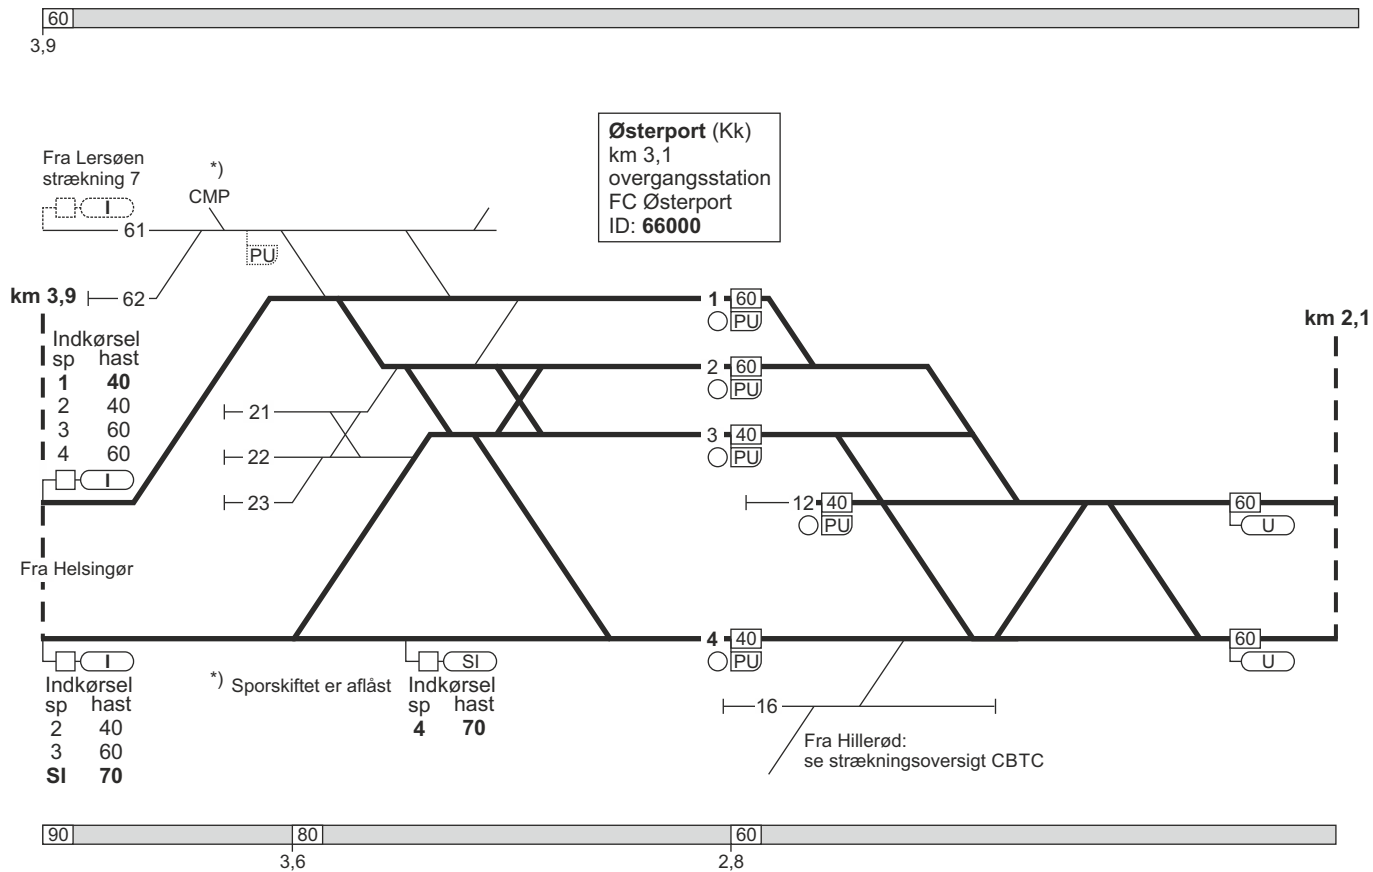 60
3,9
Østerport (Kk)
km 3,1
overgangsstation
FC Østerport
ID: 66000
Fra Lersøen
strækning 7
*)
CMP
I
61
PU
62
km 3,9
Indkørsel
sp hast
1 40
2 40
3 60
4 60
I
21
22
23
1 60
PU
2 60
PU
3 40
PU
12 40
PU
km 2,1
60
U
Fra Helsingør
4 40
PU
60
U
I
Indkørsel
sp hast
2 40
3 60
SI 70
*) Sporskiftet er aflåst
SI
Indkørsel
sp hast
4 70
16
Fra Hillerød:
se strækningsoversigt CBTC
90 80 60
3,6 2,8